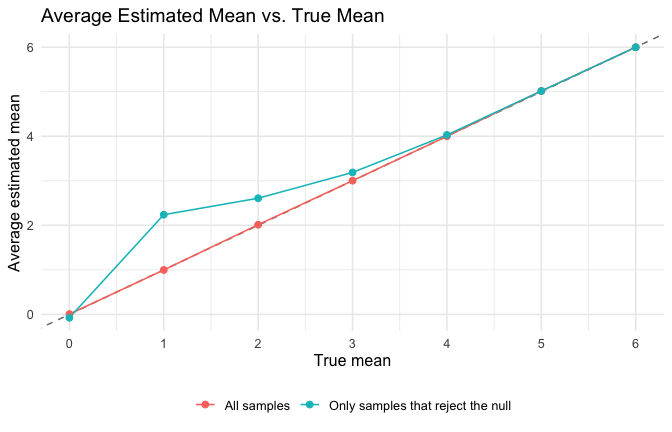 Average Estimated Mean vs. True Mean
Average estimated mean
6
4
2
0
0 1 2 3 4 5 6
True mean
All samples Only samples that reject the null